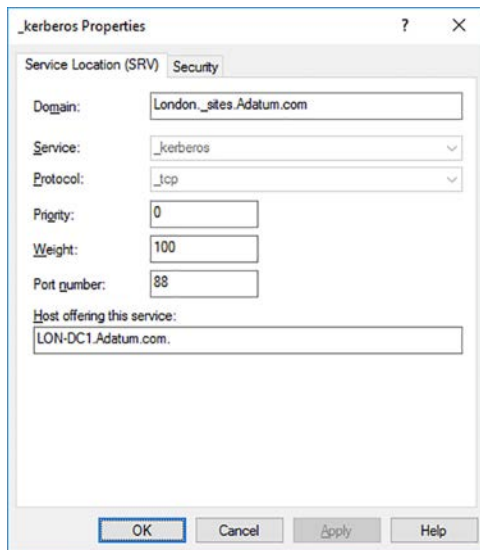 _kerberos Properties ? ×
Service Location (SRV) Security
Domain: London._sites.Adatum.com
Service: _kerberos
Protocol: _tcp
Priority: 0
Weight: 100
Port number: 88
Host offering this service:
LON-DC1.Adatum.com.
OK Cancel Apply Help